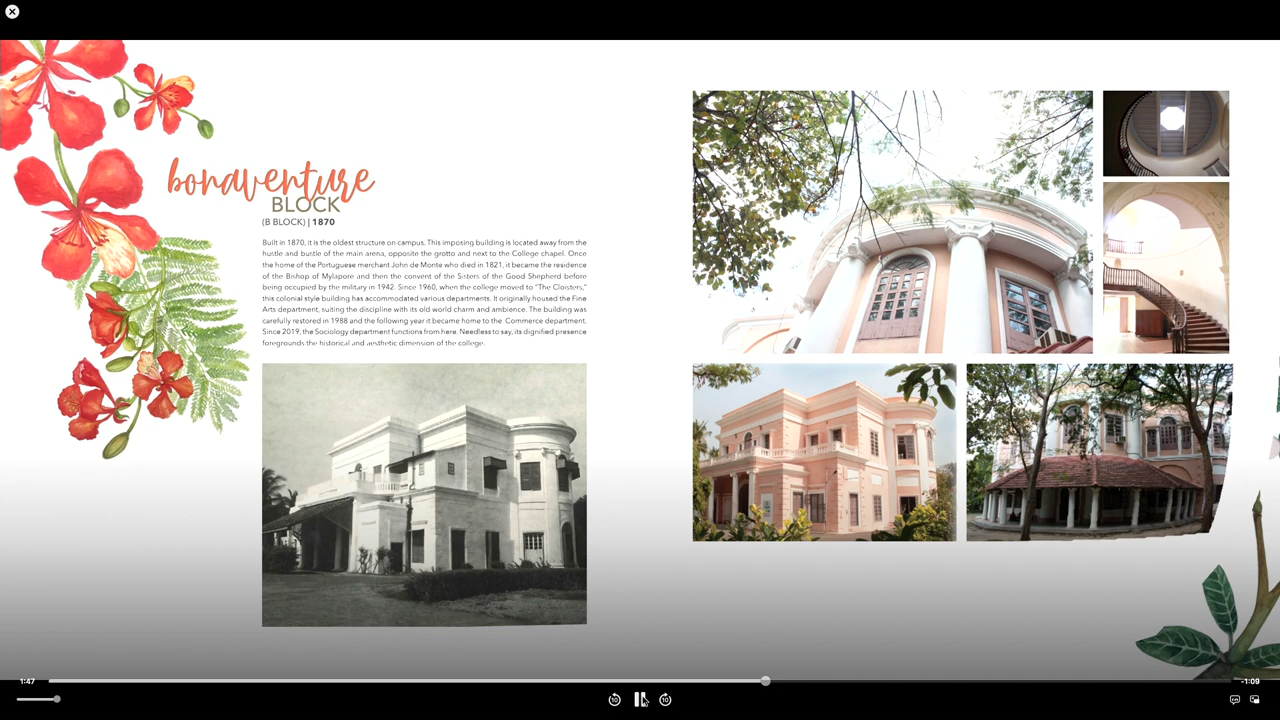 bonaventure
BLOCK
(B BLOCK) | 1870
Built in 1870, it is the oldest structure on campus. This imposing building is located away from the
hustle and bustle of the main arena, opposite the grotto and next to the College chapel. Once
the home of the Portuguese merchant John de Monte who died in 1821, it became the residence
of the Bishop of Mylapore and then the convent of the Sisters of the Good Shepherd before
being occupied by the military in 1942. Since 1960, when the college moved to "The Cloisters,"
this colonial style building has accommodated various departments. It originally housed the Fine
Arts department, suiting the discipline with its old world charm and ambience. The building was
carefully restored in 1988 and the following year it became home to the Commerce department.
Since 2019, the Sociology department functions from here. Needless to say, its dignified presence
foregrounds the historical and aesthetic dimension of the college.
1:47
-1:09
10
10